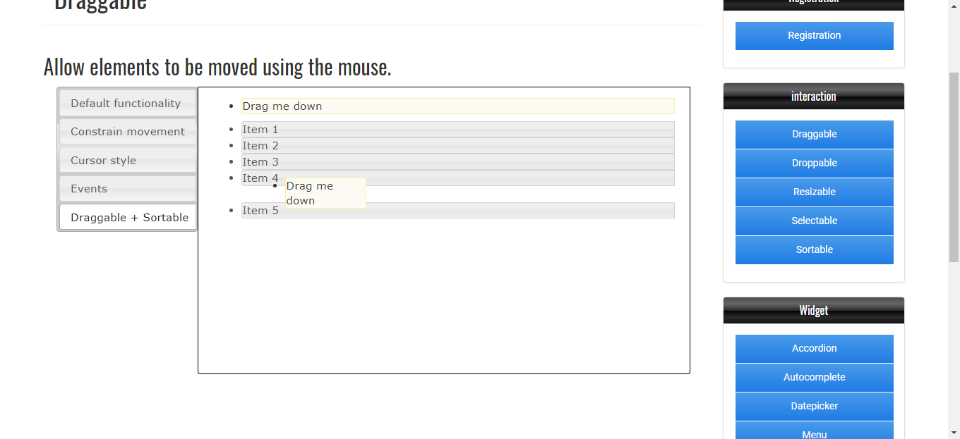 Draggable
Allow elements to be moved using the mouse.
Default functionality
Constrain movement
Cursor style
Events
Draggable + Sortable
Drag me down
Item 1
Item 2
Item 3
Item 4
Drag me
down
Item 5
Registration
Registration
interaction
Draggable
Droppable
Resizable
Selectable
Sortable
Widget
Accordion
Autocomplete
Datepicker
Menu